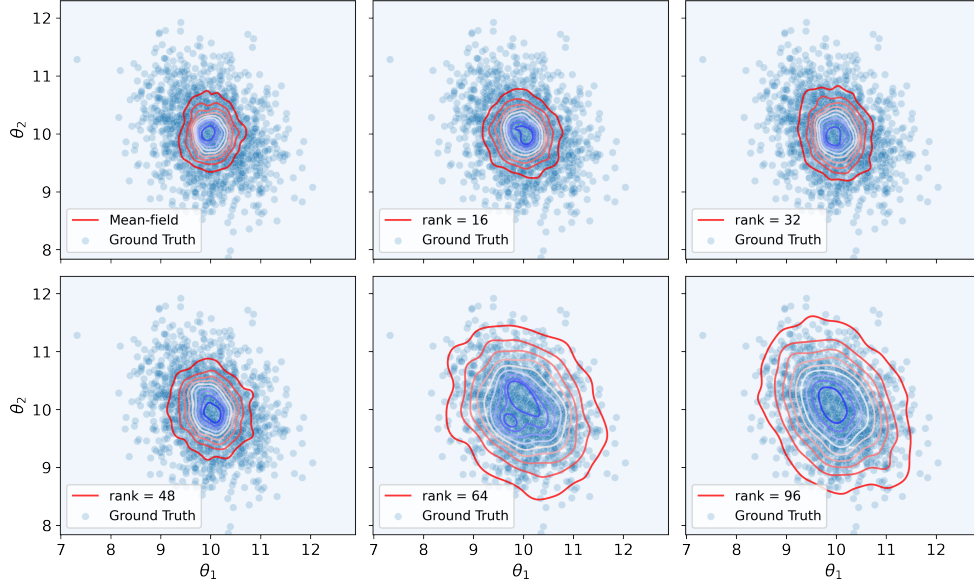 12
11
10
9
8
θ₂
Mean-field
Ground Truth
rank = 16
Ground Truth
rank = 32
Ground Truth
12
11
10
9
8
θ₂
rank = 48
Ground Truth
rank = 64
Ground Truth
rank = 96
Ground Truth
7 8 9 10 11 12
7 8 9 10 11 12
7 8 9 10 11 12
θ₁
θ₁
θ₁